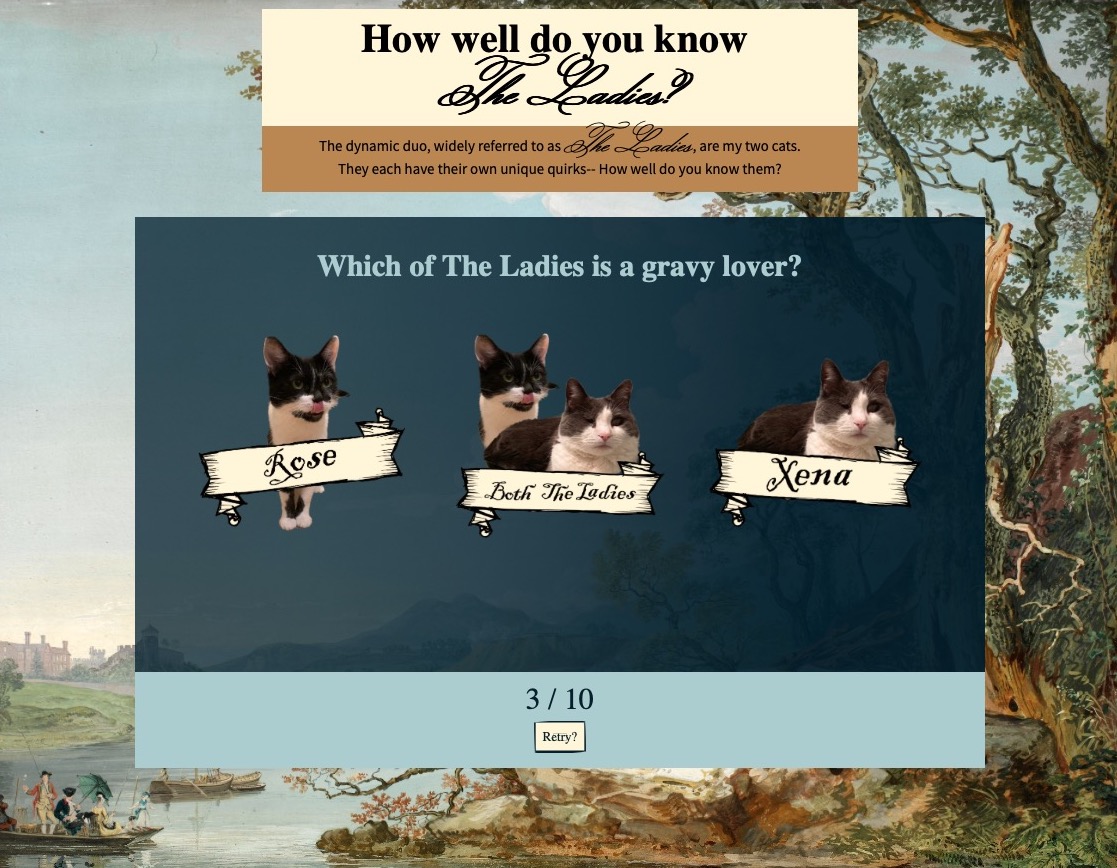 How well do you know
The Ladies?
The dynamic duo, widely referred to as The Ladies, are my two cats.
They each have their own unique quirks-- How well do you know them?
Which of The Ladies is a gravy lover?
Rose
Both The Ladies
Xena
3 / 10
Retry?